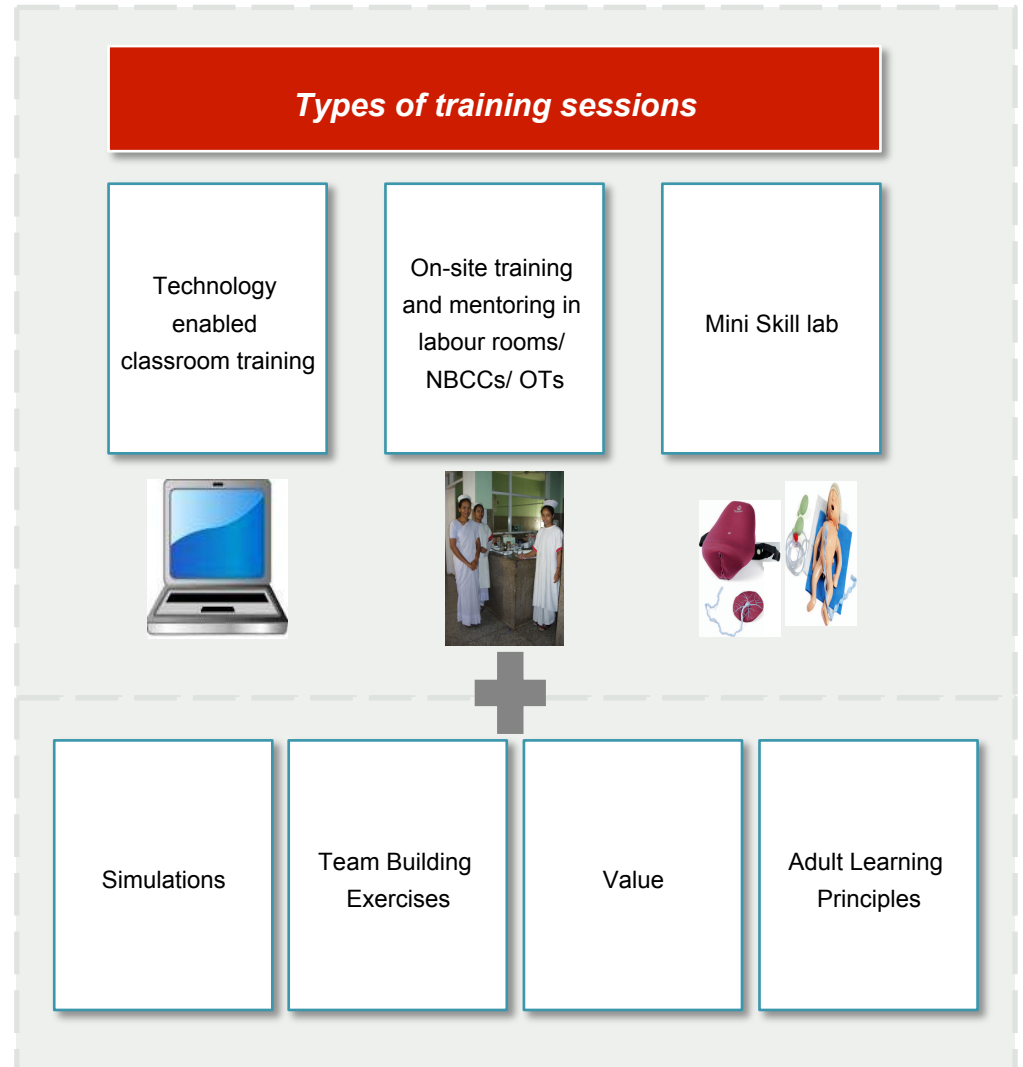 Types of training sessions
Technology
enabled
classroom training
On-site training
and mentoring in
labour rooms/
NBCCs/ OTs
Mini Skill lab
Simulations
Team Building
Exercises
Value
Adult Learning
Principles